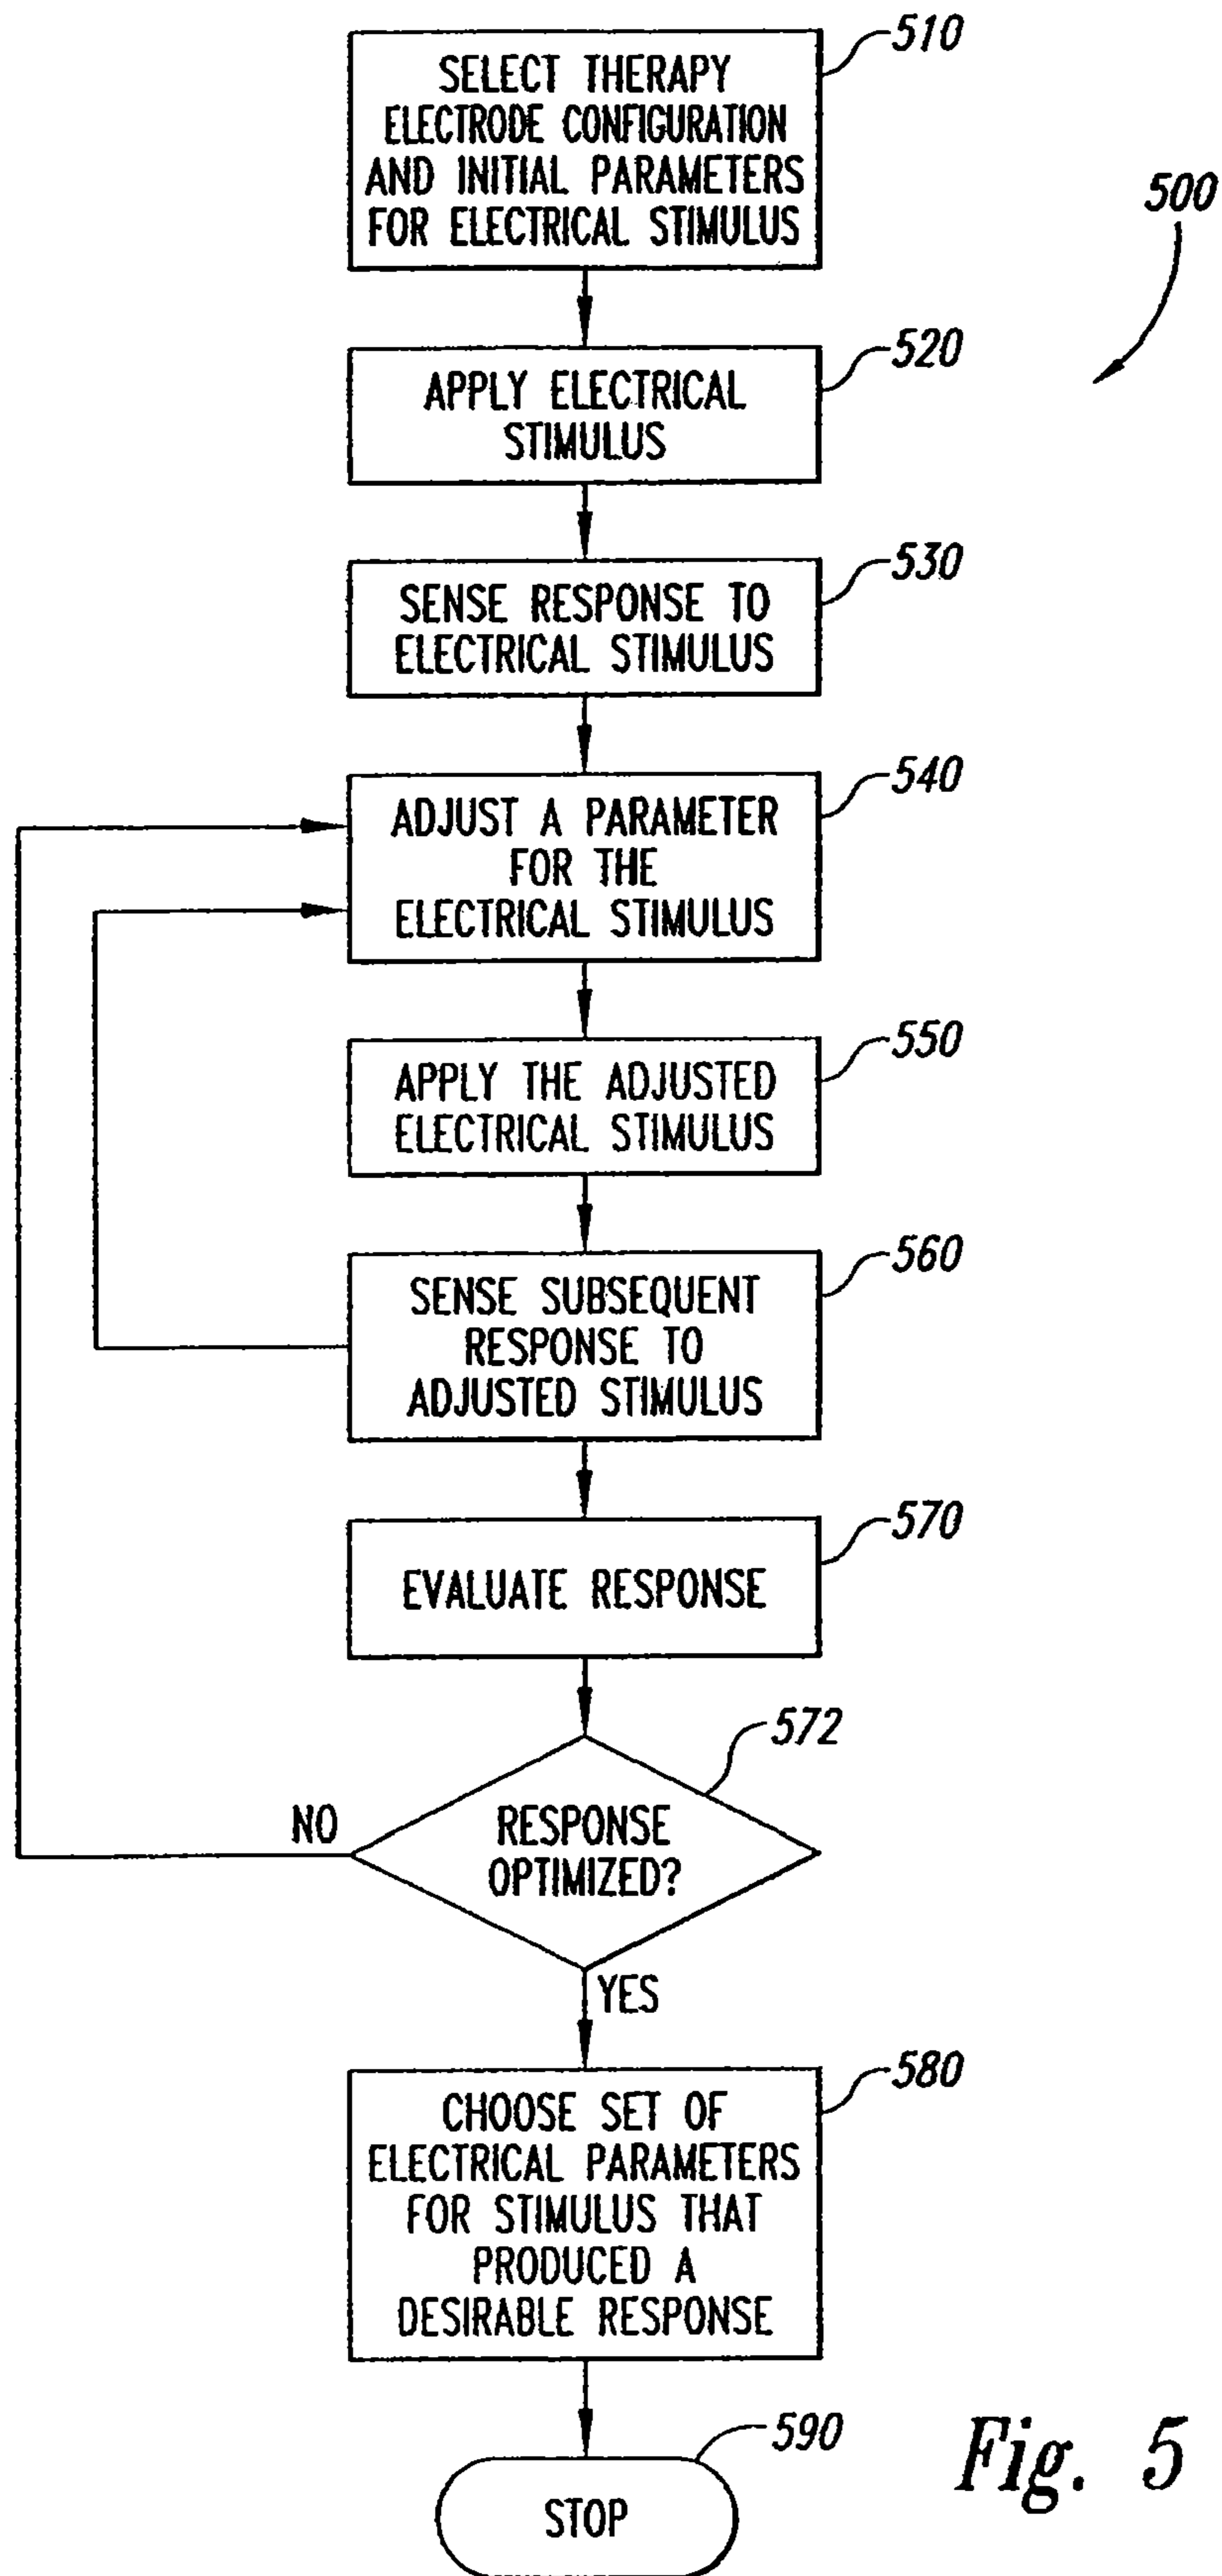 510
SELECT THERAPY
ELECTRODE CONFIGURATION
AND INITIAL PARAMETERS
FOR ELECTRICAL STIMULUS
500
520
APPLY ELECTRICAL
STIMULUS
530
SENSE RESPONSE TO
ELECTRICAL STIMULUS
540
ADJUST A PARAMETER
FOR THE
ELECTRICAL STIMULUS
550
APPLY THE ADJUSTED
ELECTRICAL STIMULUS
560
SENSE SUBSEQUENT
RESPONSE TO
ADJUSTED STIMULUS
570
EVALUATE RESPONSE
572
NO
RESPONSE
OPTIMIZED?
YES
580
CHOOSE SET OF
ELECTRICAL PARAMETERS
FOR STIMULUS THAT
PRODUCED A
DESIRABLE RESPONSE
590
STOP
Fig. 5